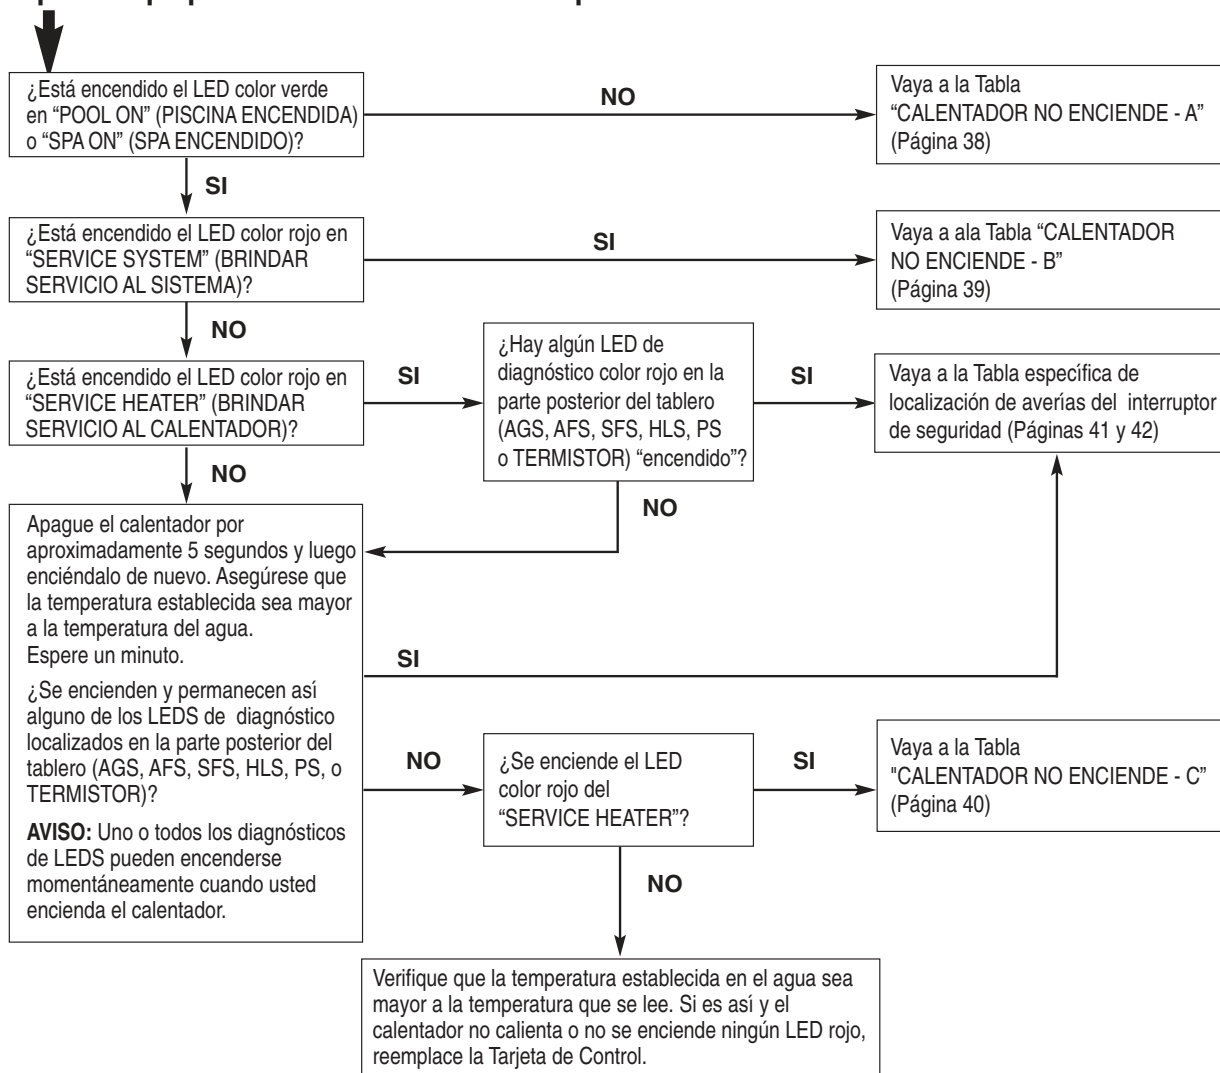 ¿Está encendido el LED color verde
en “POOL ON” (PISCINA ENCENDIDA)
o “SPA ON” (SPA ENCENDIDO)?
NO
Vaya a la Tabla
“CALENTADOR NO ENCIENDE - A”
(Página 38)
SI
¿Está encendido el LED color rojo en
“SERVICE SYSTEM” (BRINDAR
SERVICIO AL SISTEMA)?
SI
Vaya a ala Tabla “CALENTADOR
NO ENCIENDE - B”
(Página 39)
NO
¿Está encendido el LED color rojo en
“SERVICE HEATER” (BRINDAR
SERVICIO AL CALENTADOR)?
SI
¿Hay algún LED de
diagnóstico color rojo en la
parte posterior del tablero
(AGS, AFS, SFS, HLS, PS
o TERMISTOR) “encendido”?
SI
Vaya a la Tabla específica de
localización de averías del interruptor
de seguridad (Páginas 41 y 42)
NO
NO
Apague el calentador por
aproximadamente 5 segundos y luego
enciéndalo de nuevo. Asegúrese que
la temperatura establecida sea mayor
a la temperatura del agua.
Espere un minuto.
¿Se encienden y permanecen así
alguno de los LEDS de diagnóstico
localizados en la parte posterior del
tablero (AGS, AFS, SFS, HLS, PS, o
TERMISTOR)?
AVISO: Uno o todos los diagnósticos
de LEDS pueden encenderse
momentáneamente cuando usted
encienda el calentador.
SI
NO
¿Se enciende el LED
color rojo del
“SERVICE HEATER”?
SI
Vaya a la Tabla
"CALENTADOR NO ENCIENDE - C”
(Página 40)
NO
Verifique que la temperatura establecida en el agua sea
mayor a la temperatura que se lee. Si es así y el
calentador no calienta o no se enciende ningún LED rojo,
reemplace la Tarjeta de Control.